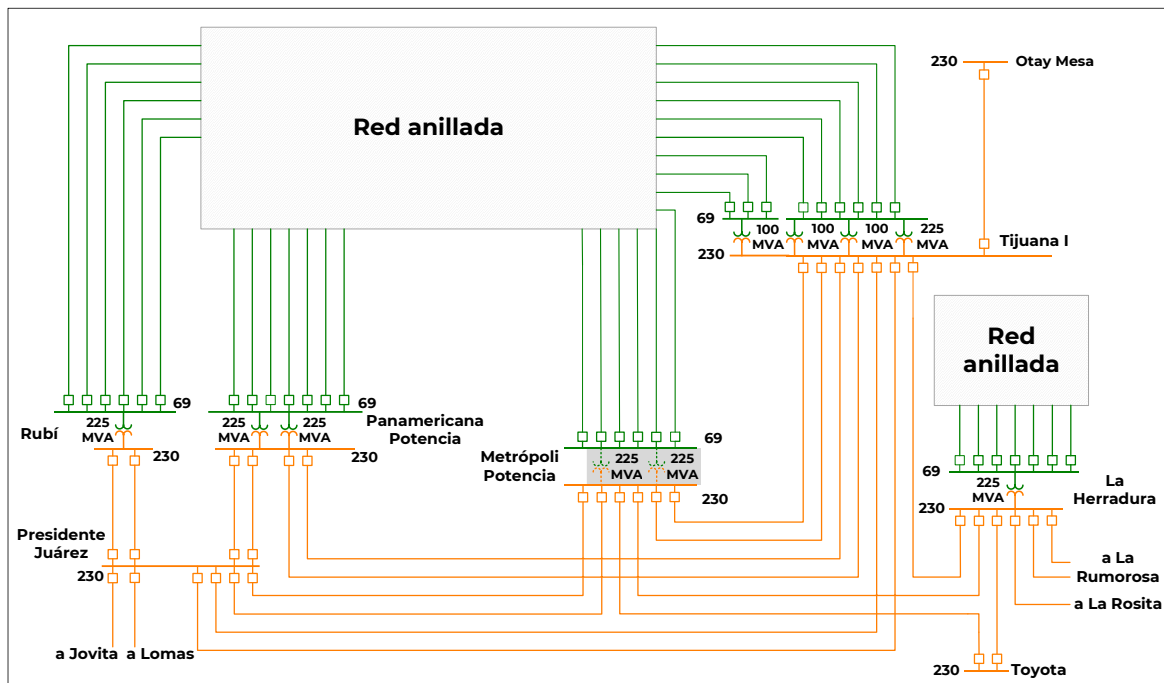 Red anillada
230
Otay Mesa
69
100
MVA
100
MVA
100
MVA
225
MVA
230
Tijuana I
Red
anillada
69
225
MVA
Rubí
230
69
225
MVA
225
MVA
Panamericana
Potencia
230
69
Metrópoli
Potencia
225
MVA
225
MVA
230
69
225
MVA
La
Herradura
230
Presidente
Juárez
230
a La
Rumorosa
a La Rosita
a Jovita
a Lomas
230
Toyota